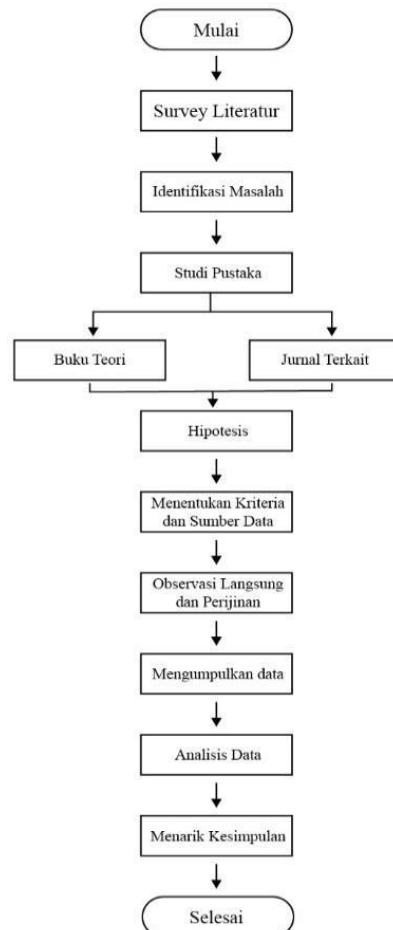 Mulai
Survey Literatur
Identifikasi Masalah
Studi Pustaka
Buku Teori
Jurnal Terkait
Hipotesis
Menentukan Kriteria
dan Sumber Data
Observasi Langsung
dan Perijinan
Mengumpulkan data
Analisis Data
Menarik Kesimpulan
Selesai